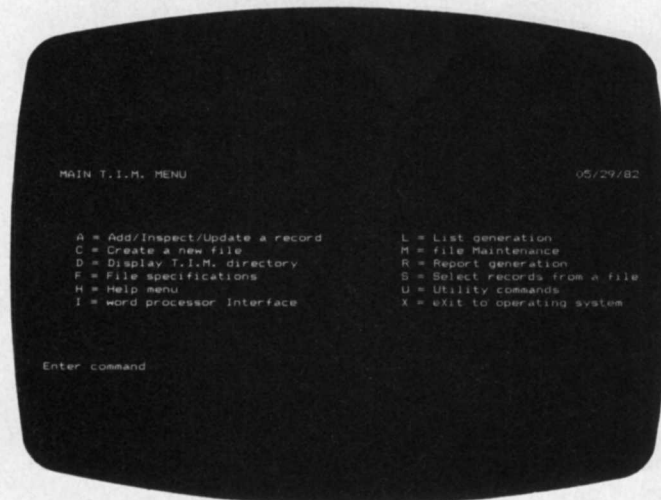 MAIN T.I.M. MENU 05/29/82
A = Add/Inspect/Update a record L = List generation
C = Create a new file M = file Maintenance
D = Display T.I.M. directory R = Report generation
F = File specifications S = Select records from a file
H = Help menu U = Utility commands
I = word processor Interface X = eXit to operating system
Enter command